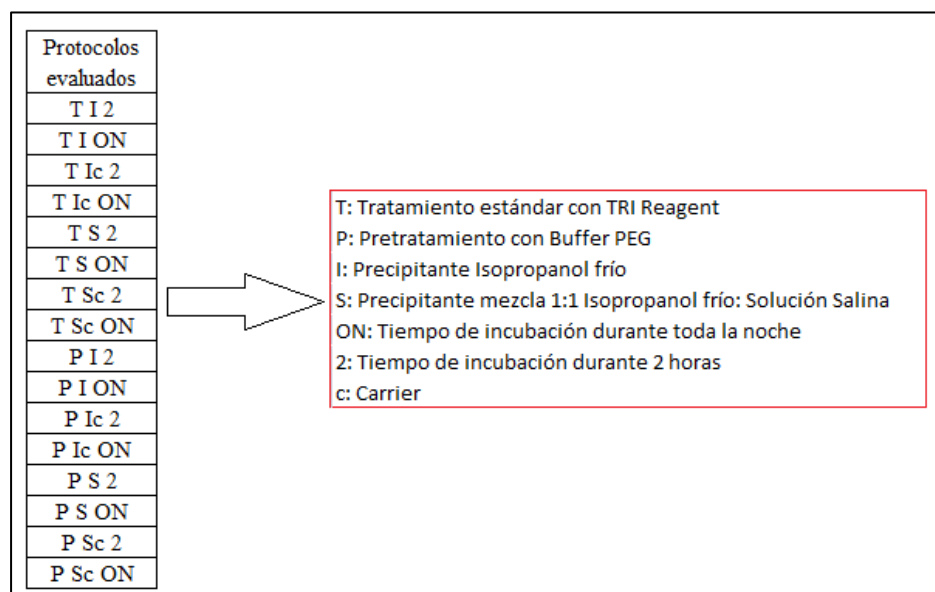 Protocolos
evaluados
T I 2
T I ON
T Ic 2
T Ic ON
T S 2
T S ON
T Sc 2
T Sc ON
P I 2
P I ON
P Ic 2
P Ic ON
P S 2
P S ON
P Sc 2
P Sc ON
T: Tratamiento estándar con TRI Reagent
P: Pretratamiento con Buffer PEG
I: Precipitante Isopropanol frío
S: Precipitante mezcla 1:1 Isopropanol frío: Solución Salina
ON: Tiempo de incubación durante toda la noche
2: Tiempo de incubación durante 2 horas
c: Carrier